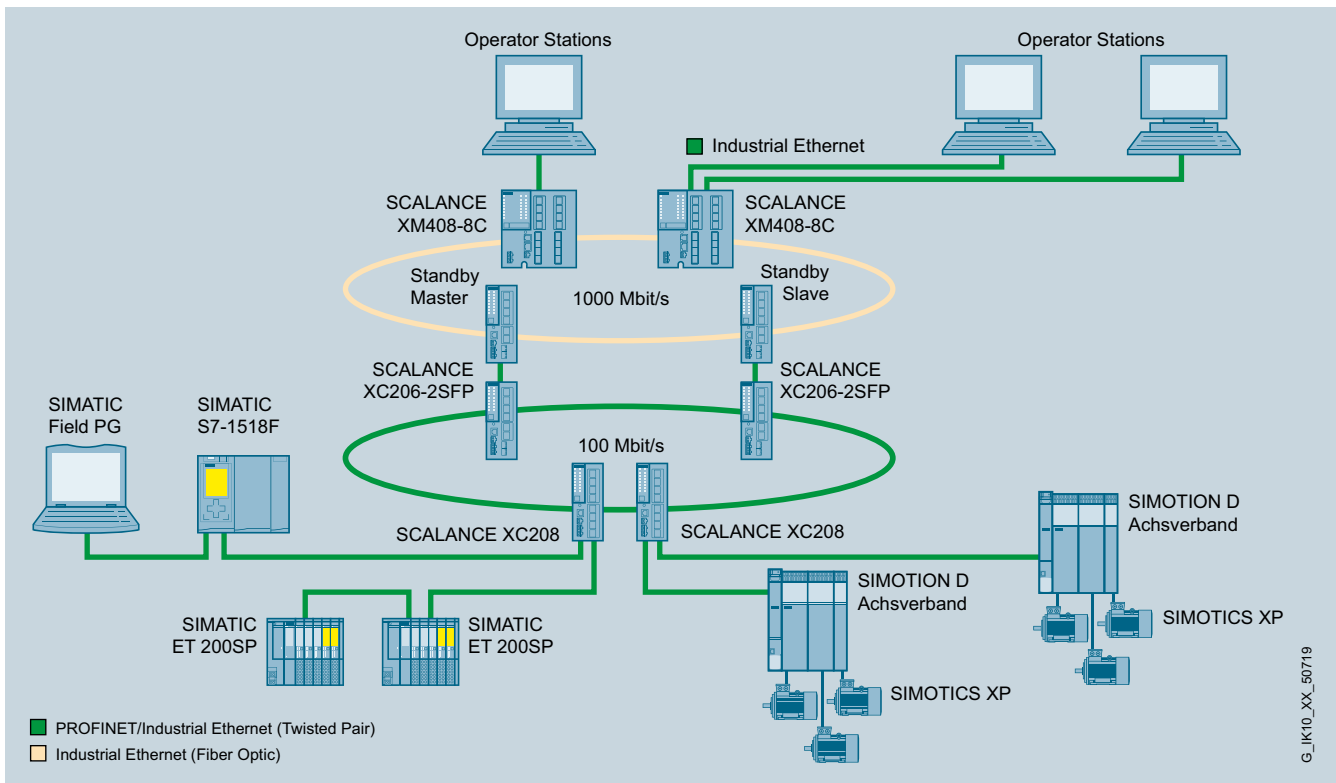 Operator Stations
Operator Stations
Industrial Ethernet
SCALANCE
XM408-8C
SCALANCE
XM408-8C
Standby
Master
1000 Mbit/s
Standby
Slave
SCALANCE
XC206-2SFP
SCALANCE
XC206-2SFP
SIMATIC
Field PG
SIMATIC
S7-1518F
100 Mbit/s
SCALANCE XC208
SCALANCE XC208
SIMOTION D
Achsverband
SIMOTICS XP
SIMATIC
ET 200SP
SIMATIC
ET 200SP
SIMOTION D
Achsverband
SIMOTICS XP
PROFINET/Industrial Ethernet (Twisted Pair)
Industrial Ethernet (Fiber Optic)
G_IK10_XX_50719